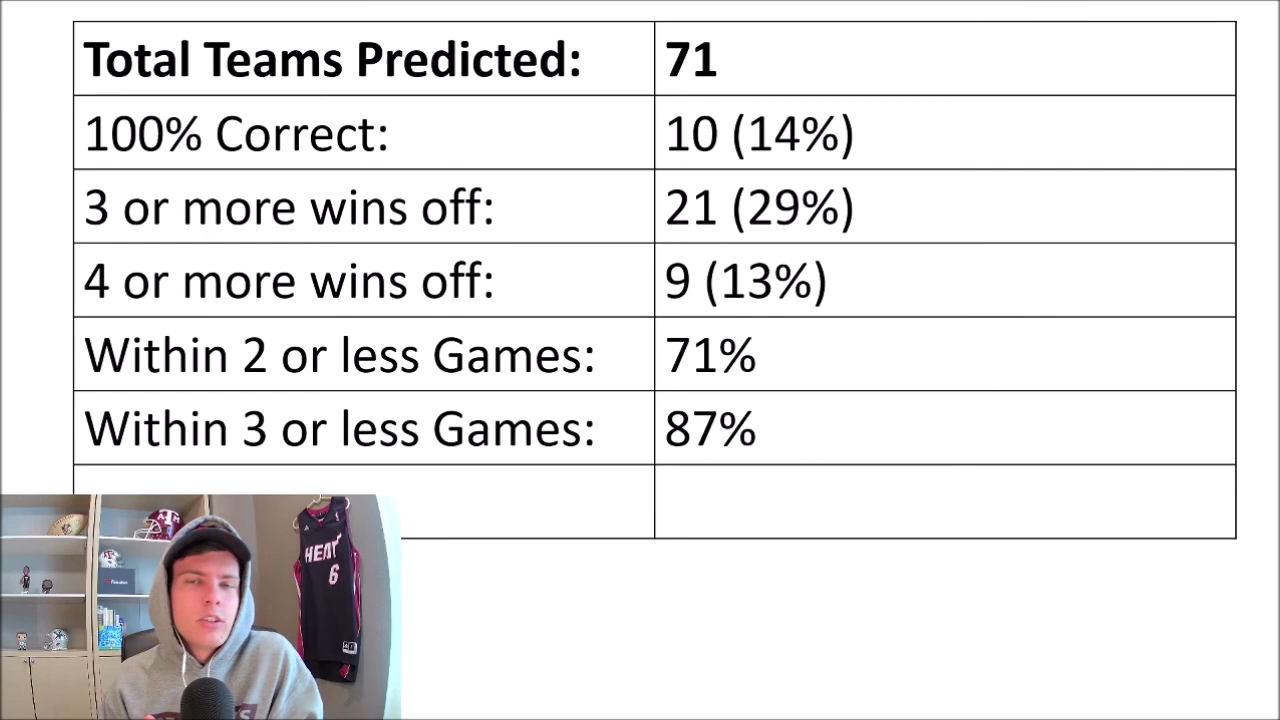 Total Teams Predicted: 71
100% Correct: 10 (14%)
3 or more wins off: 21 (29%)
4 or more wins off: 9 (13%)
Within 2 or less Games: 71%
Within 3 or less Games: 87%
A T M
HEAT
6